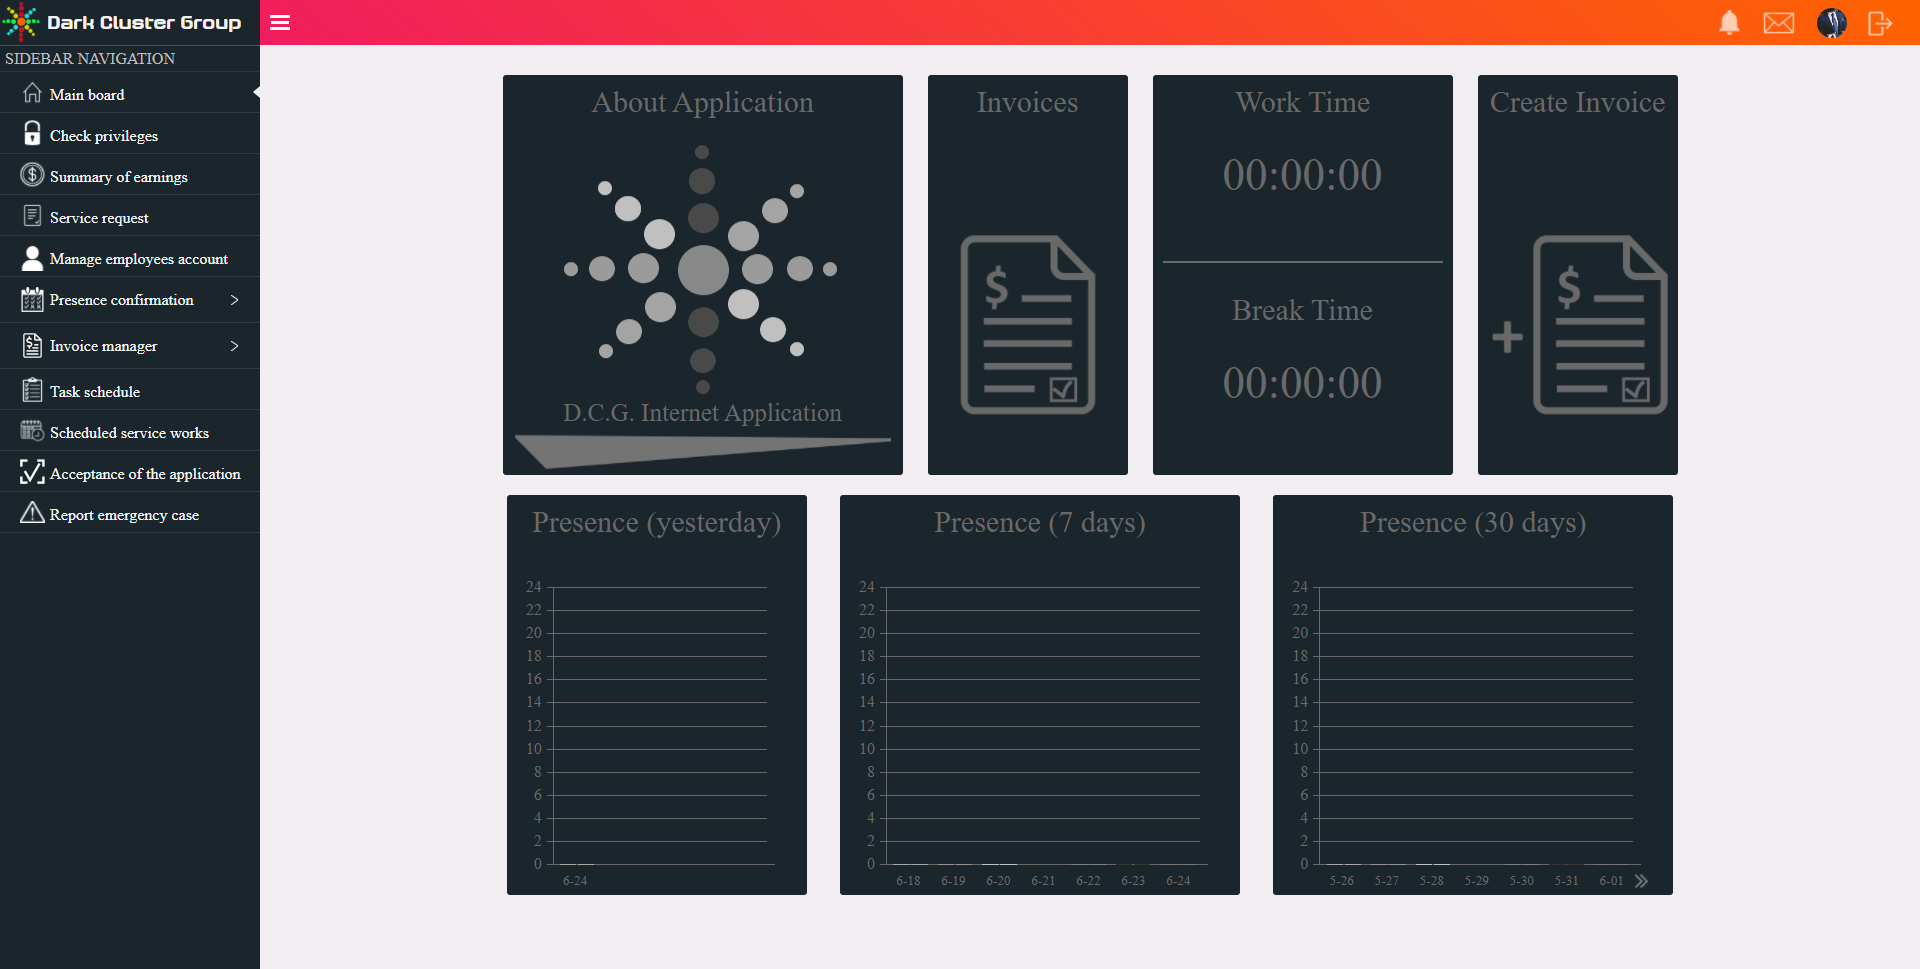 Dark Cluster Group
SIDEBAR NAVIGATION
Main board
Check privileges
Summary of earnings
Service request
Manage employees account
Presence confirmation >
Invoice manager >
Task schedule
Scheduled service works
Acceptance of the application
Report emergency case
About Application
D.C.G. Internet Application
Invoices
$
Work Time
00:00:00
Break Time
00:00:00
Create Invoice
+ $
Presence (yesterday)
24
22
20
18
16
14
12
10
8
6
4
2
0
6-24
Presence (7 days)
24
22
20
18
16
14
12
10
8
6
4
2
0
6-18 6-19 6-20 6-21 6-22 6-23 6-24
Presence (30 days)
24
22
20
18
16
14
12
10
8
6
4
2
0
5-26 5-27 5-28 5-29 5-30 5-31 6-01 »